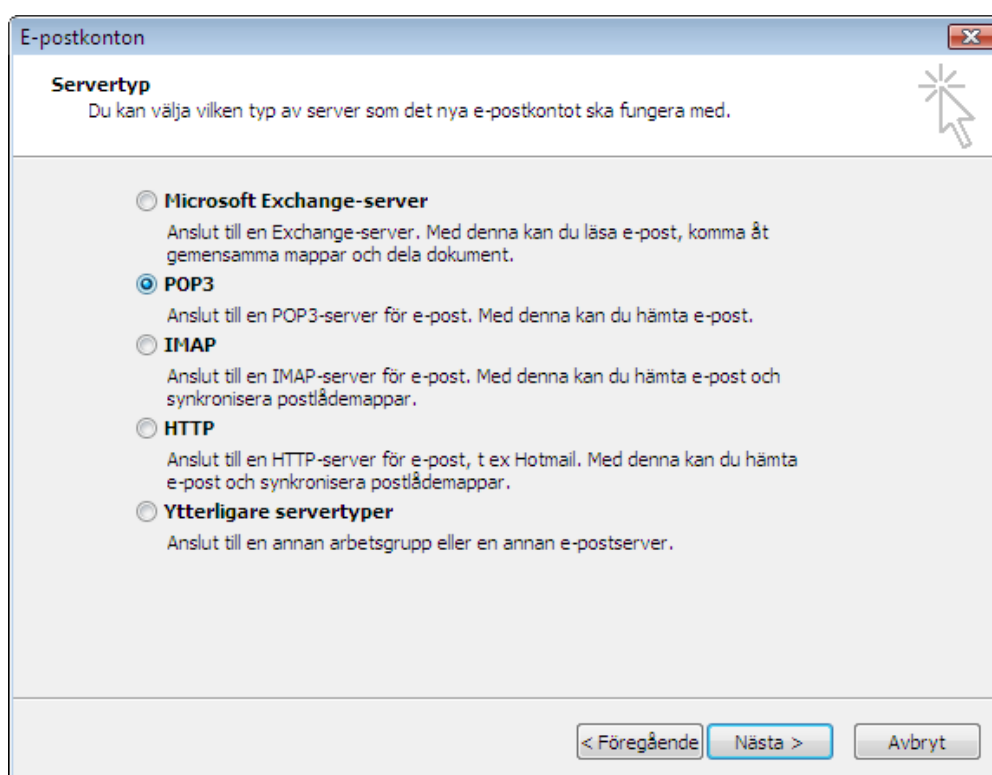 E-postkonton
Servertyp
Du kan välja vilken typ av server som det nya e-postkontot ska fungera med.
Microsoft Exchange-server
Anslut till en Exchange-server. Med denna kan du läsa e-post, komma åt
gemensamma mappar och dela dokument.
POP3
Anslut till en POP3-server för e-post. Med denna kan du hämta e-post.
IMAP
Anslut till en IMAP-server för e-post. Med denna kan du hämta e-post och
synkronisera postlådemappar.
HTTP
Anslut till en HTTP-server för e-post, t ex Hotmail. Med denna kan du hämta
e-post och synkronisera postlådemappar.
Ytterligare servertyper
Anslut till en annan arbetsgrupp eller en annan e-postserver.
< Föregående Nästa > Avbryt